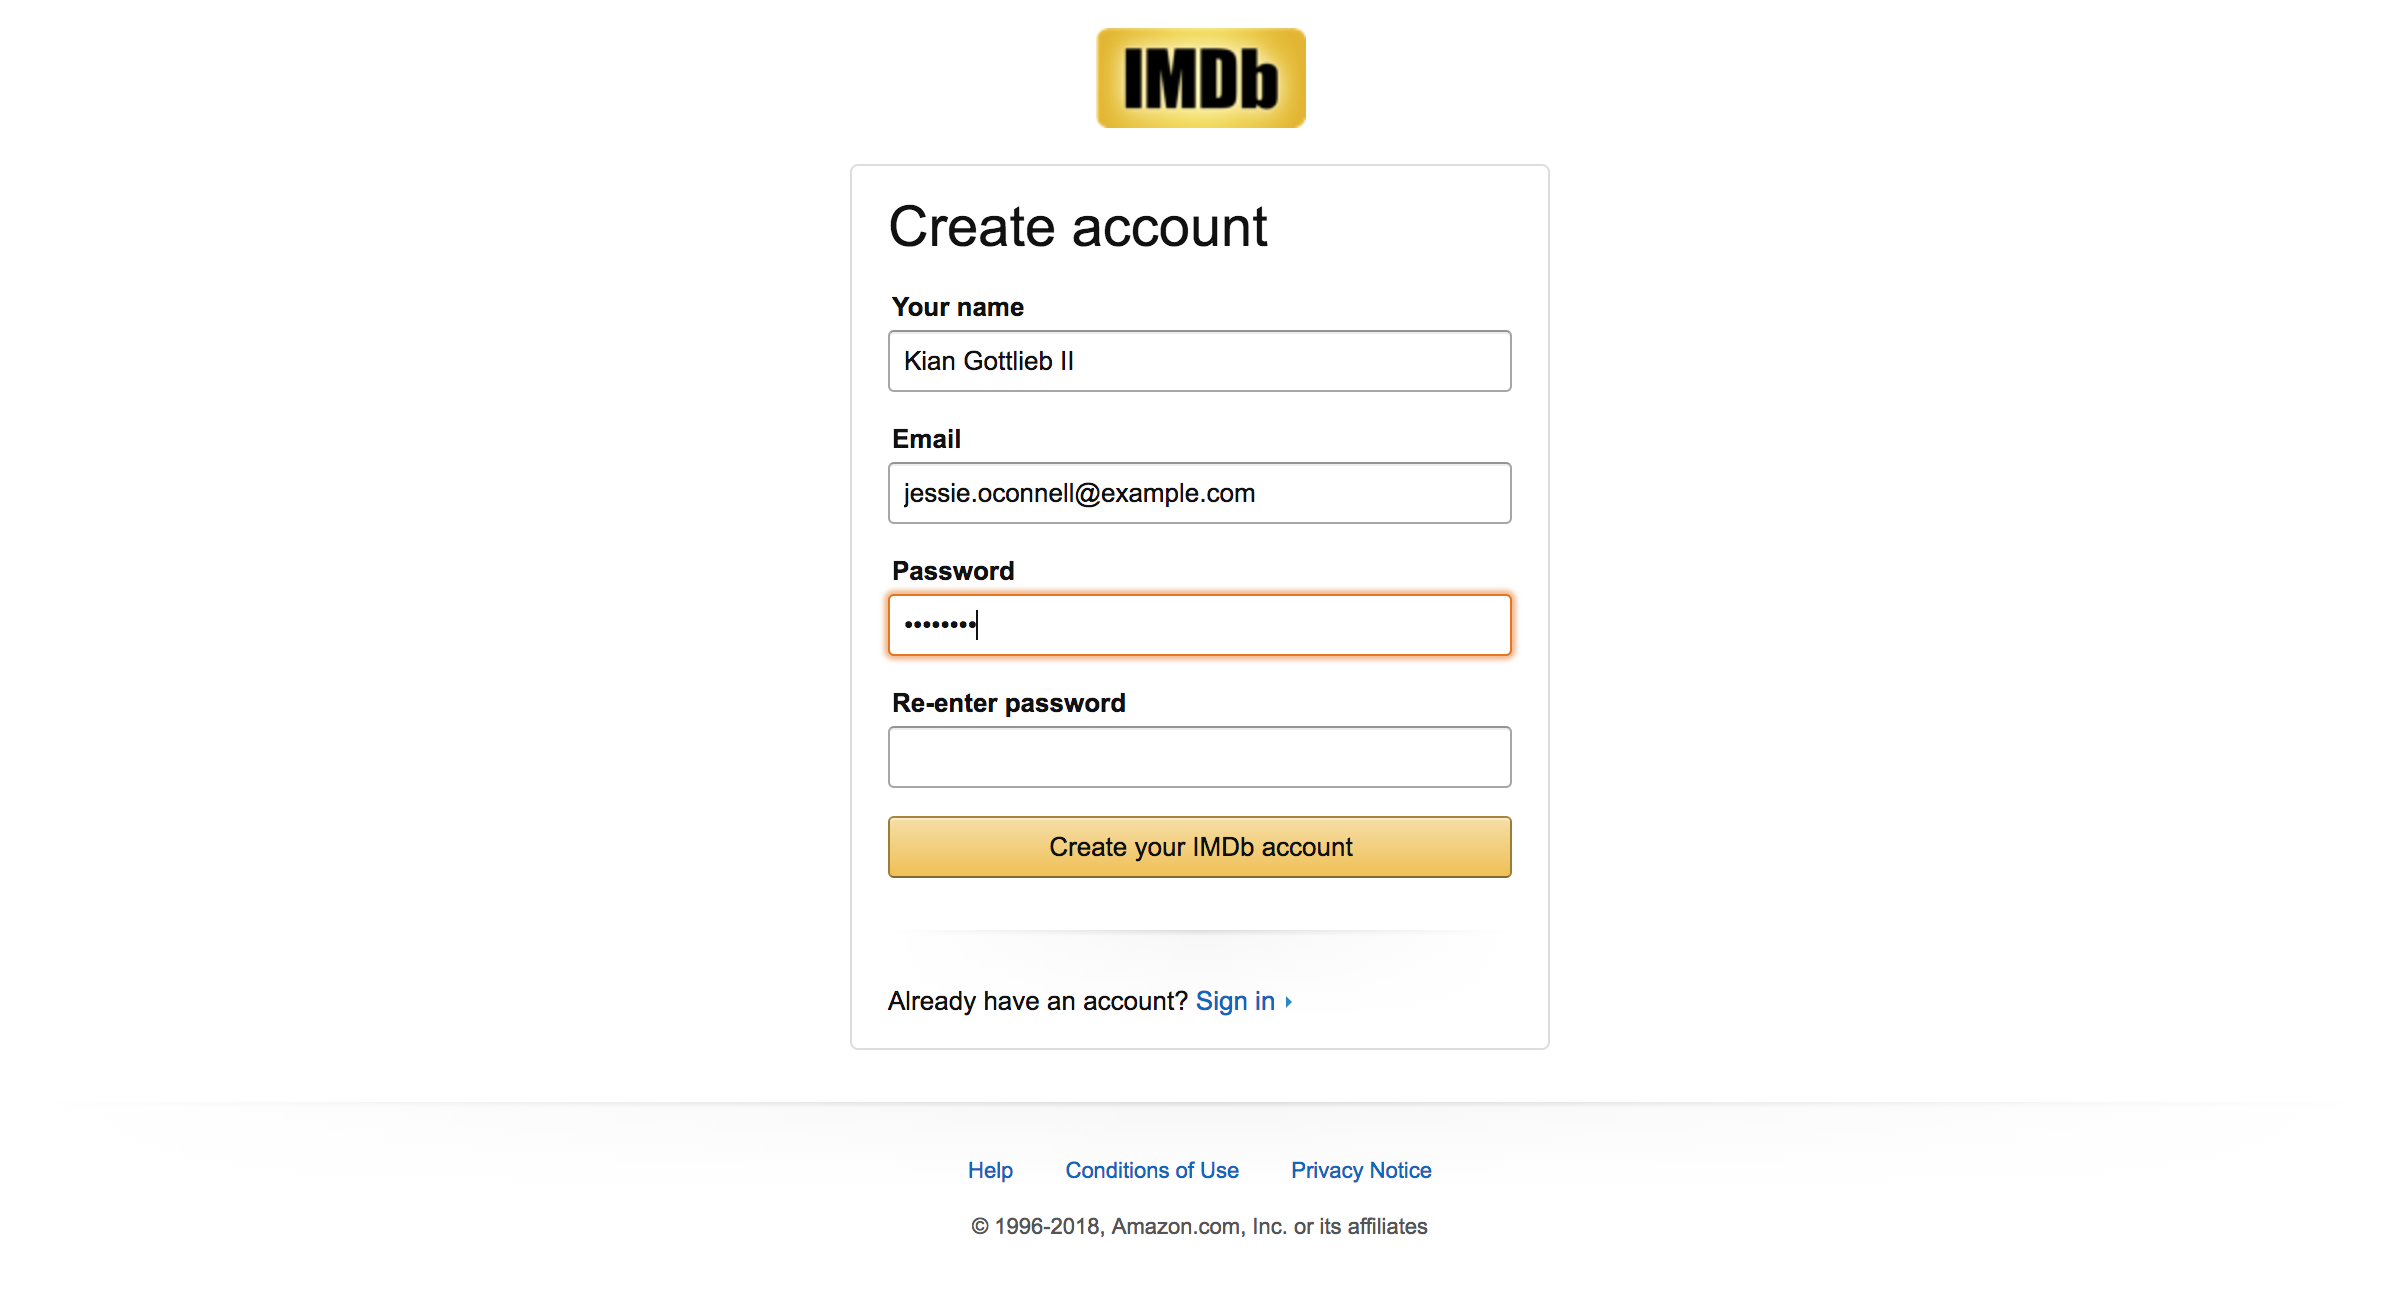 IMDb
Create account
Your name
Kian Gottlieb II
Email
jessie.oconnell@example.com
Password
••••••••
Re-enter password
Create your IMDb account
Already have an account? Sign in
Help Conditions of Use Privacy Notice
© 1996-2018, Amazon.com, Inc. or its affiliates